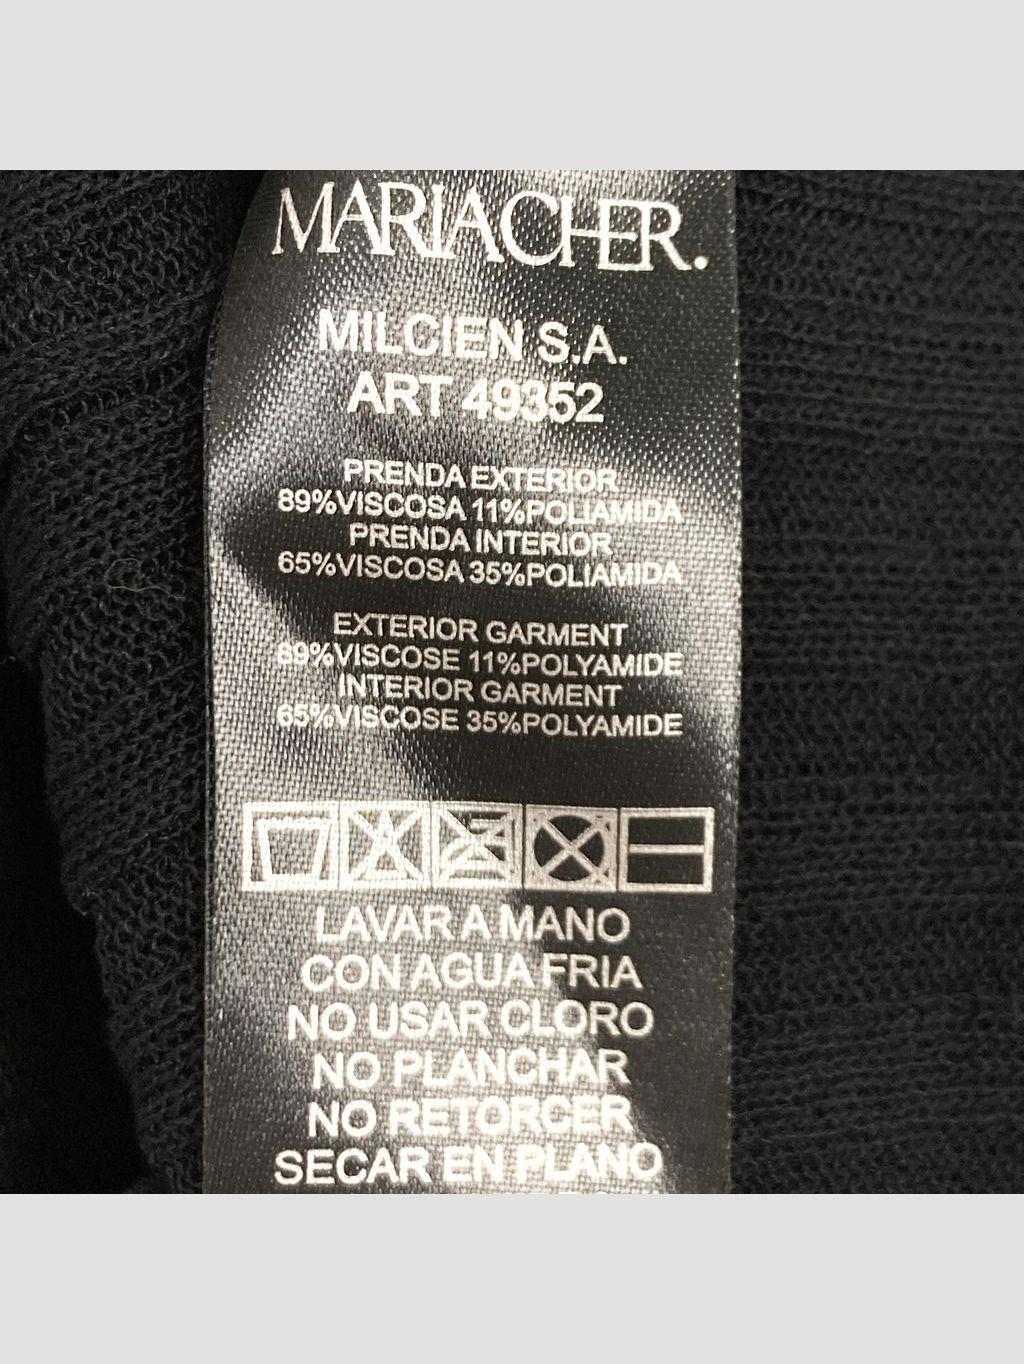 MARIACHER.
MILCIEN S.A.
ART 49352
PRENDA EXTERIOR
89%VISCOSA 11%POLIAMIDA
PRENDA INTERIOR
65%VISCOSA 35%POLIAMIDA
EXTERIOR GARMENT
89%VISCOSE 11%POLYAMIDE
INTERIOR GARMENT
65%VISCOSE 35%POLYAMIDE
LAVAR A MANO
CON AGUA FRIA
NO USAR CLORO
NO PLANCHAR
NO RETORCER
SECAR EN PLANO